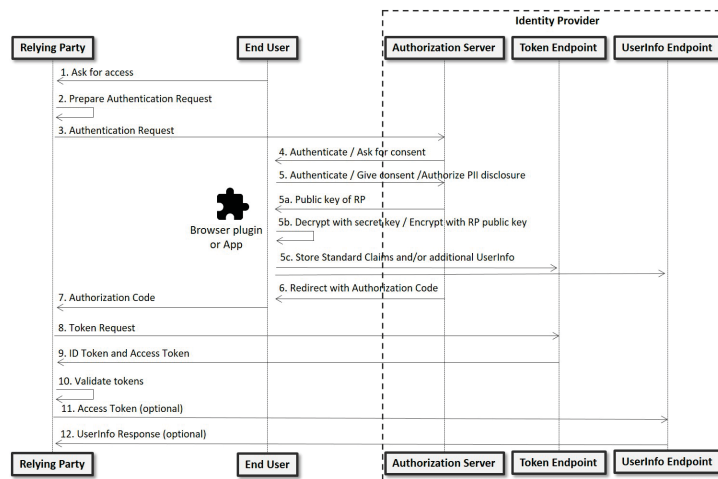 Identity Provider
Relying Party
End User
Authorization Server
Token Endpoint
UserInfo Endpoint
1. Ask for access
2. Prepare Authentication Request
3. Authentication Request
4. Authenticate / Ask for consent
5. Authenticate / Give consent /Authorize PII disclosure
5a. Public key of RP
5b. Decrypt with secret key / Encrypt with RP public key
Browser plugin
or App
5c. Store Standard Claims and/or additional UserInfo
6. Redirect with Authorization Code
7. Authorization Code
8. Token Request
9. ID Token and Access Token
10. Validate tokens
11. Access Token (optional)
12. UserInfo Response (optional)
Relying Party
End User
Authorization Server
Token Endpoint
UserInfo Endpoint